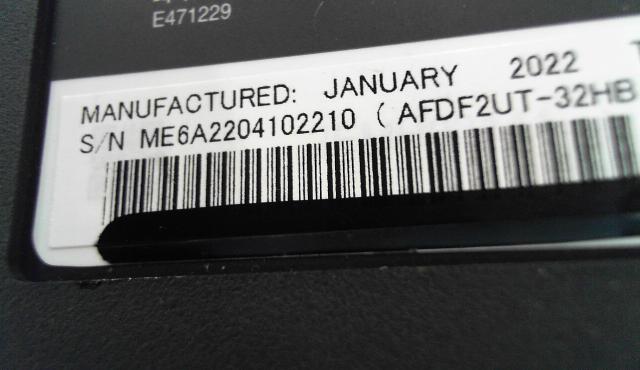 E471229
MANUFACTURED: JANUARY 2022
S/N ME6A2204102210 ( AFDF2UT-32HB